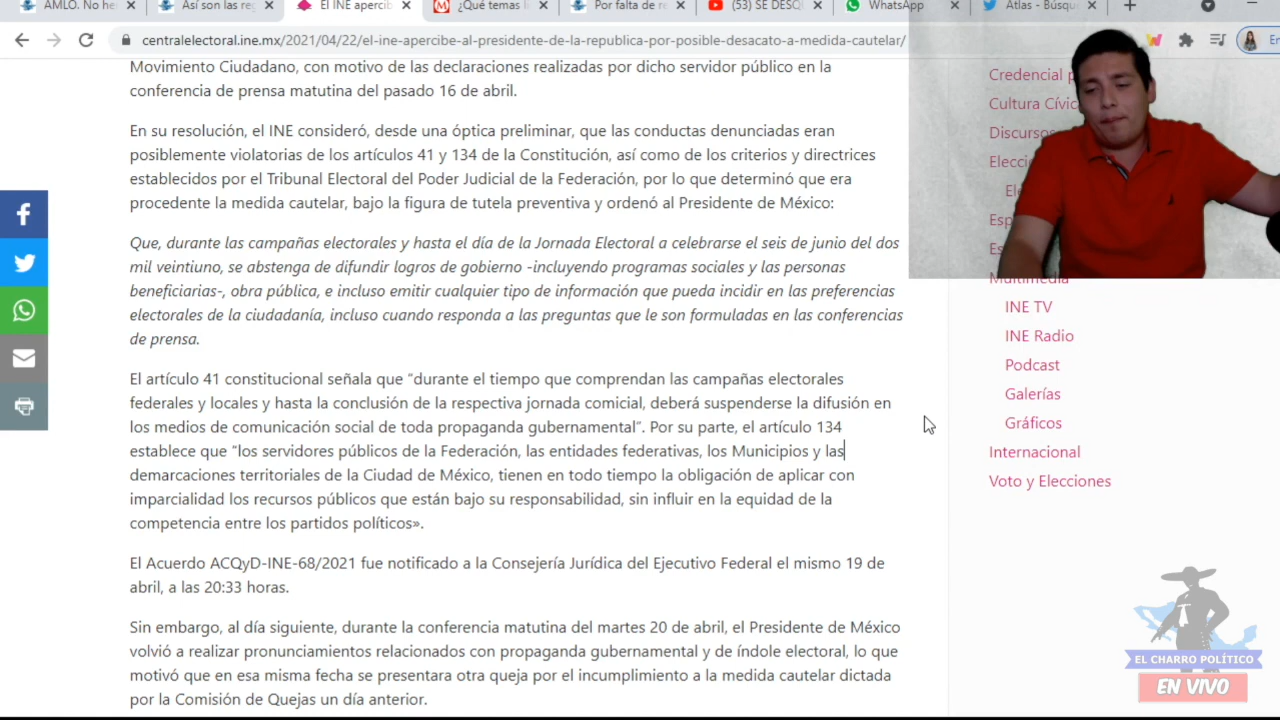 AMLO. No he
Así son las reg
El INE apercib
¿Qué temas l
Por falta de re
(53) SE DESQU
WhatsApp
Atlas - Búsqu
centralelectoral.ine.mx/2021/04/22/el-ine-apercibe-al-presidente-de-la-republica-por-posible-desacato-a-medida-cautelar/
Movimiento Ciudadano, con motivo de las declaraciones realizadas por dicho servidor público en la
conferencia de prensa matutina del pasado 16 de abril.
En su resolución, el INE consideró, desde una óptica preliminar, que las conductas denunciadas eran
posiblemente violatorias de los artículos 41 y 134 de la Constitución, así como de los criterios y directrices
establecidos por el Tribunal Electoral del Poder Judicial de la Federación, por lo que determinó que era
procedente la medida cautelar, bajo la figura de tutela preventiva y ordenó al Presidente de México:
Que, durante las campañas electorales y hasta el día de la Jornada Electoral a celebrarse el seis de junio del dos
mil veintiuno, se abstenga de difundir logros de gobierno -incluyendo programas sociales y las personas
beneficiarias-, obra pública, e incluso emitir cualquier tipo de información que pueda incidir en las preferencias
electorales de la ciudadanía, incluso cuando responda a las preguntas que le son formuladas en las conferencias
de prensa.
El artículo 41 constitucional señala que “durante el tiempo que comprendan las campañas electorales
federales y locales y hasta la conclusión de la respectiva jornada comicial, deberá suspenderse la difusión en
los medios de comunicación social de toda propaganda gubernamental”. Por su parte, el artículo 134
establece que “los servidores públicos de la Federación, las entidades federativas, los Municipios y las
demarcaciones territoriales de la Ciudad de México, tienen en todo tiempo la obligación de aplicar con
imparcialidad los recursos públicos que están bajo su responsabilidad, sin influir en la equidad de la
competencia entre los partidos políticos».
El Acuerdo ACQyD-INE-68/2021 fue notificado a la Consejería Jurídica del Ejecutivo Federal el mismo 19 de
abril, a las 20:33 horas.
Sin embargo, al día siguiente, durante la conferencia matutina del martes 20 de abril, el Presidente de México
volvió a realizar pronunciamientos relacionados con propaganda gubernamental y de índole electoral, lo que
motivó que en esa misma fecha se presentara otra queja por el incumplimiento a la medida cautelar dictada
por la Comisión de Quejas un día anterior.
Credencial p
Cultura Cívic
Discursos
Elecci
Ele
Esp
Es
Multimedia
INE TV
INE Radio
Podcast
Galerías
Gráficos
Internacional
Voto y Elecciones
EL CHARRO POLÍTICO
EN VIVO